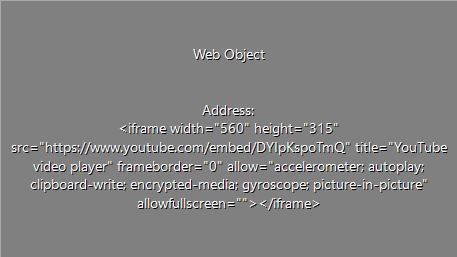 Web Object
Address:
<iframe width="560" height="315"
src="https://www.youtube.com/embed/DYIpKspoTmQ" title="YouTube
video player" frameborder="0" allow="accelerometer; autoplay;
clipboard-write; encrypted-media; gyroscope; picture-in-picture"
allowfullscreen=""></iframe>